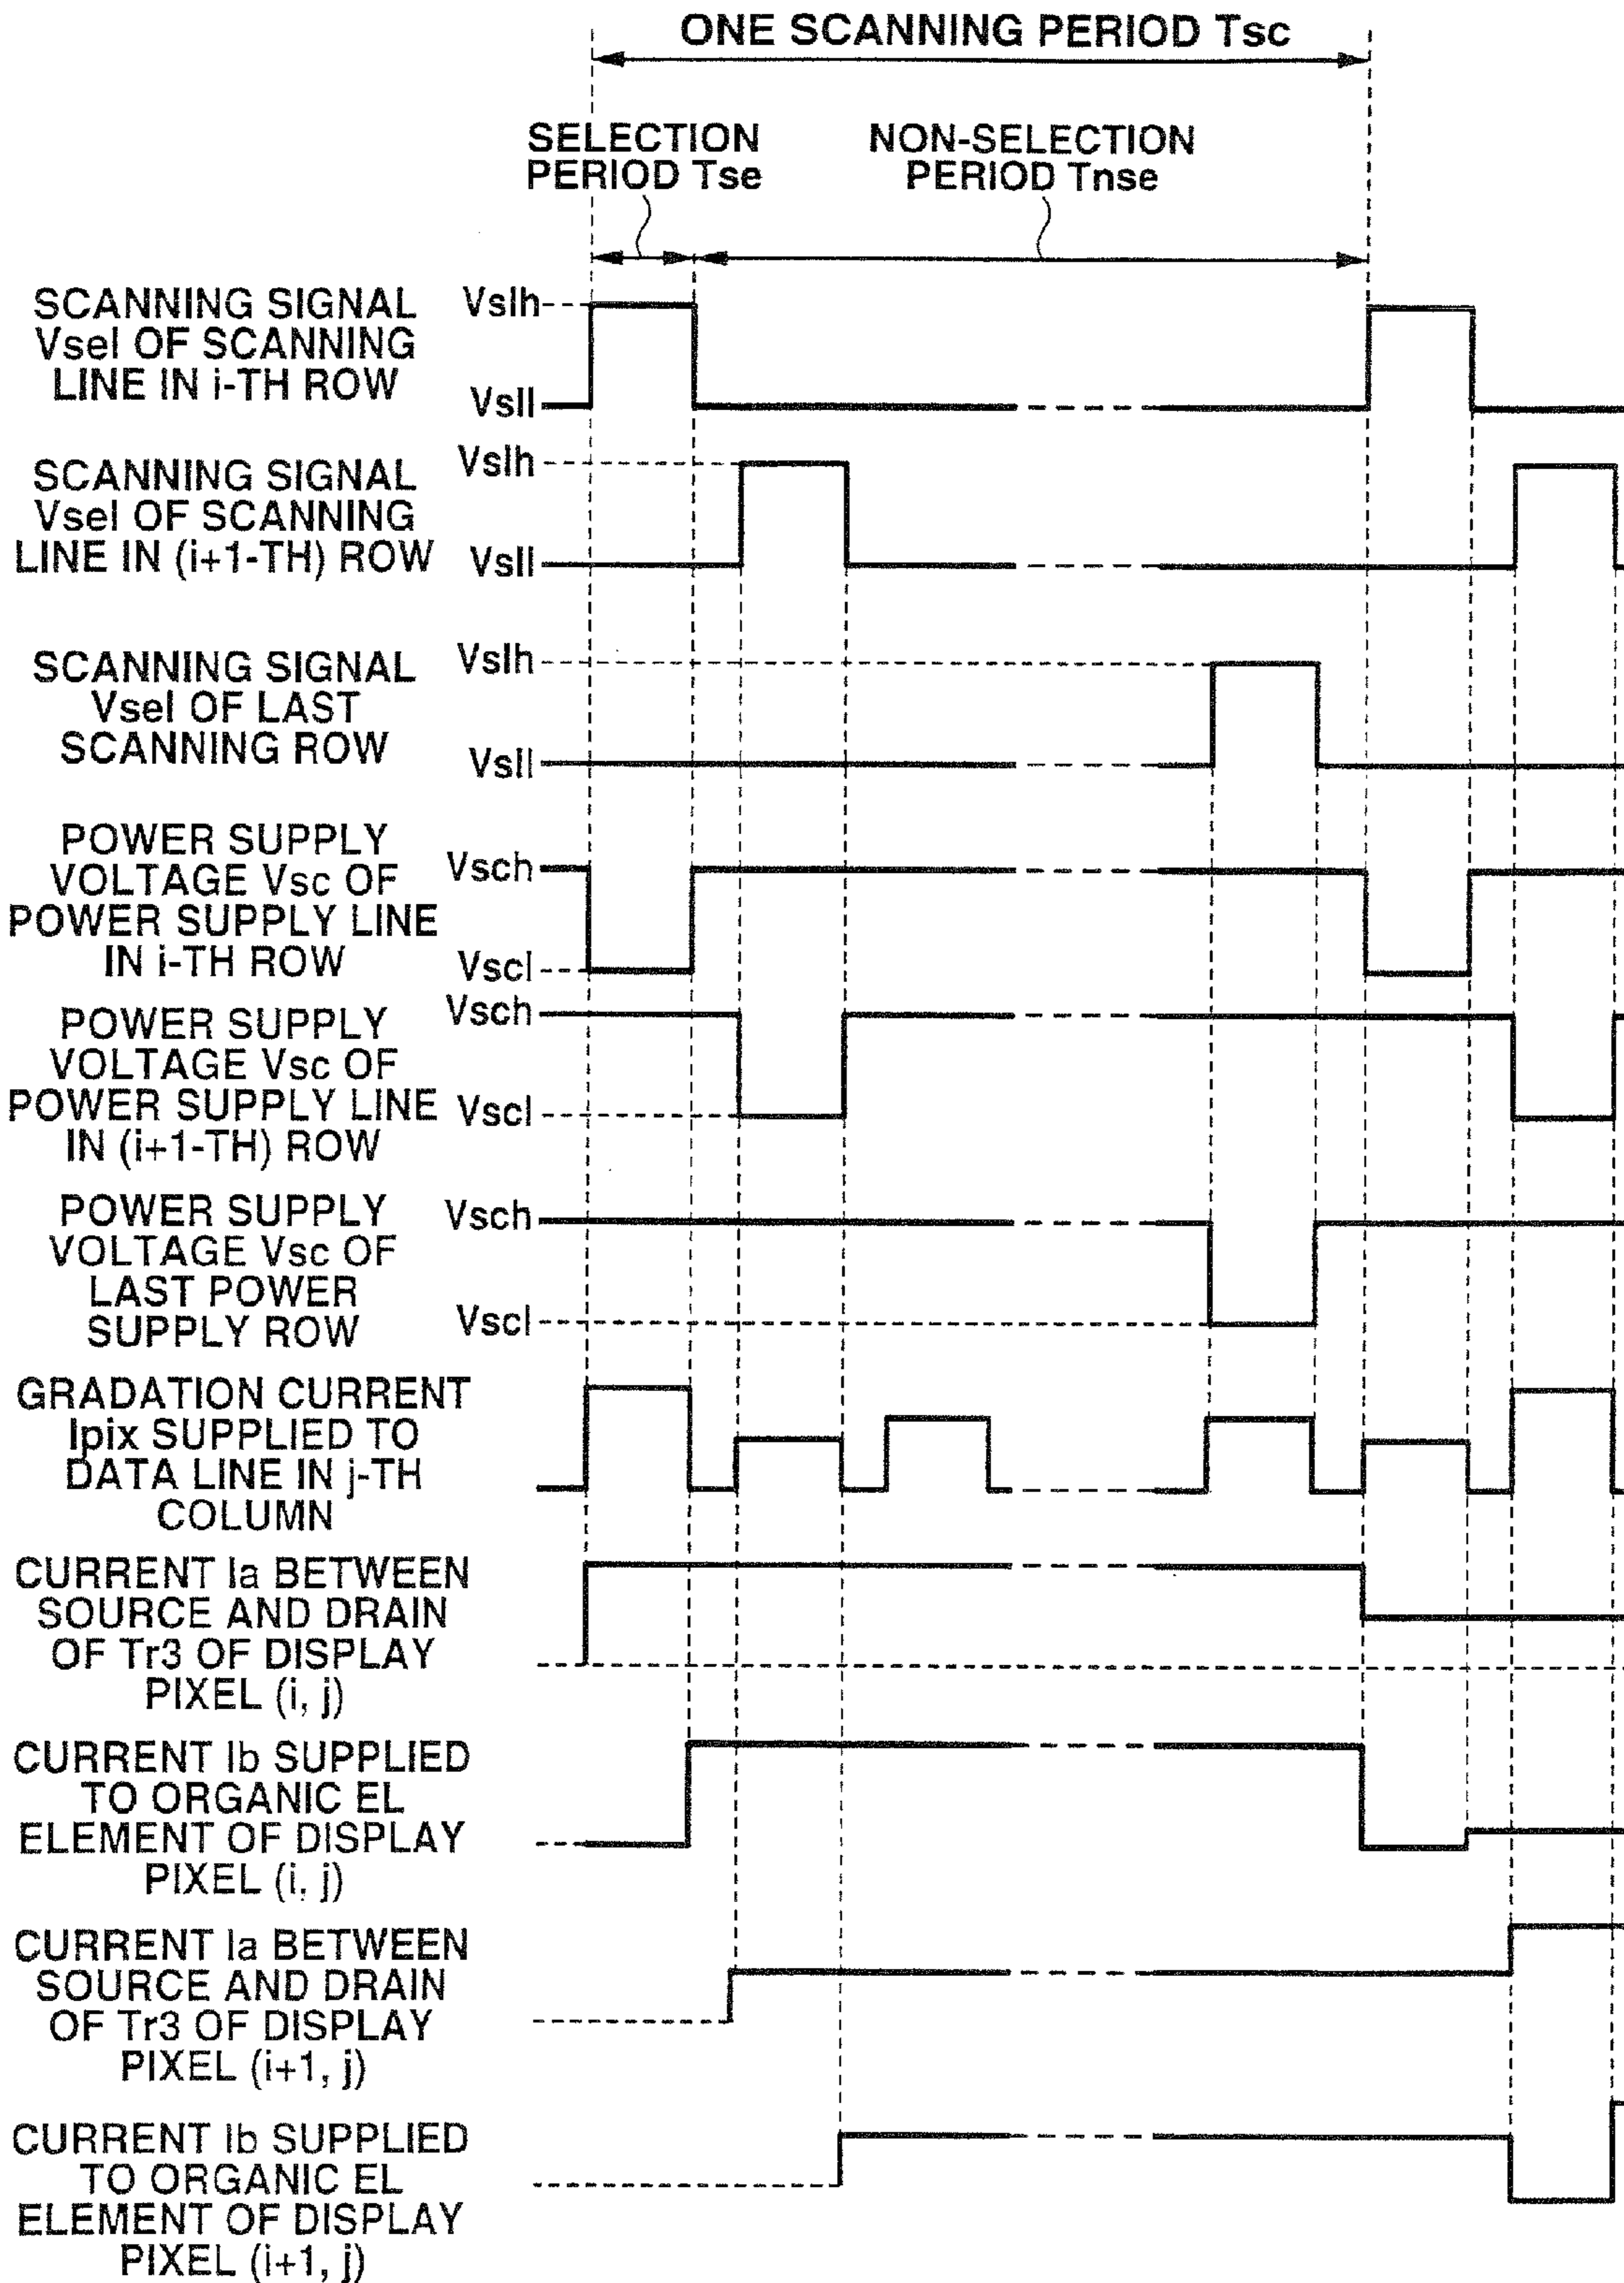 ONE SCANNING PERIOD Tsc
SELECTION
PERIOD Tse
NON-SELECTION
PERIOD Tnse
SCANNING SIGNAL
Vsel OF SCANNING
LINE IN i-TH ROW
Vslh
Vsll
SCANNING SIGNAL
Vsel OF SCANNING
LINE IN (i+1-TH) ROW
Vslh
Vsll
SCANNING SIGNAL
Vsel OF LAST
SCANNING ROW
Vslh
Vsll
POWER SUPPLY
VOLTAGE Vsc OF
POWER SUPPLY LINE
IN i-TH ROW
Vsch
Vscl
POWER SUPPLY
VOLTAGE Vsc OF
POWER SUPPLY LINE
IN (i+1-TH) ROW
Vsch
Vscl
POWER SUPPLY
VOLTAGE Vsc OF
LAST POWER
SUPPLY ROW
Vsch
Vscl
GRADATION CURRENT
Ipix SUPPLIED TO
DATA LINE IN j-TH
COLUMN
CURRENT Ia BETWEEN
SOURCE AND DRAIN
OF Tr3 OF DISPLAY
PIXEL (i, j)
CURRENT Ib SUPPLIED
TO ORGANIC EL
ELEMENT OF DISPLAY
PIXEL (i, j)
CURRENT Ia BETWEEN
SOURCE AND DRAIN
OF Tr3 OF DISPLAY
PIXEL (i+1, j)
CURRENT Ib SUPPLIED
TO ORGANIC EL
ELEMENT OF DISPLAY
PIXEL (i+1, j)